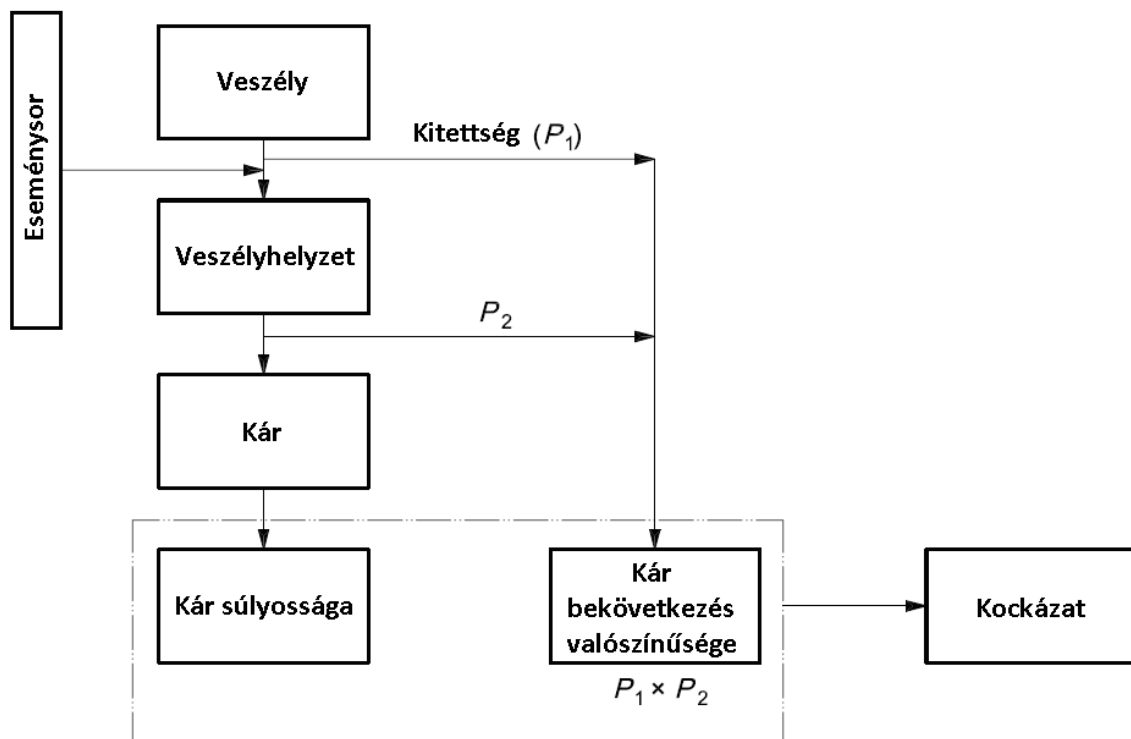 Eseménysor
Veszély
Kitettség (P₁)
Veszélyhelyzet
P₂
Kár
Kár súlyossága
Kár
bekövetkezés
valószínűsége
P₁ × P₂
Kockázat